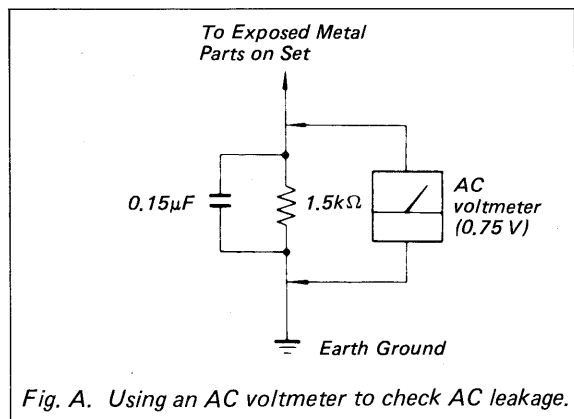 To Exposed Metal
Parts on Set
0.15μF
1.5kΩ
AC
voltmeter
(0.75 V)
Earth Ground
Fig. A. Using an AC voltmeter to check AC leakage.